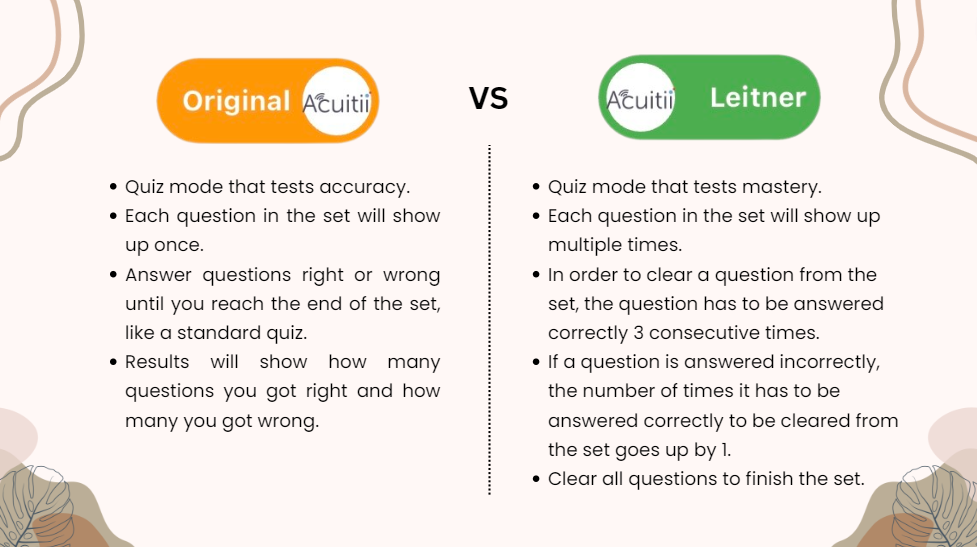 Original Acuitii
VS
Acuitii Leitner
• Quiz mode that tests accuracy.
• Each question in the set will show
up once.
• Answer questions right or wrong
until you reach the end of the set,
like a standard quiz.
• Results will show how many
questions you got right and how
many you got wrong.
• Quiz mode that tests mastery.
• Each question in the set will show up
multiple times.
• In order to clear a question from the
set, the question has to be answered
correctly 3 consecutive times.
• If a question is answered incorrectly,
the number of times it has to be
answered correctly to be cleared from
the set goes up by 1.
• Clear all questions to finish the set.